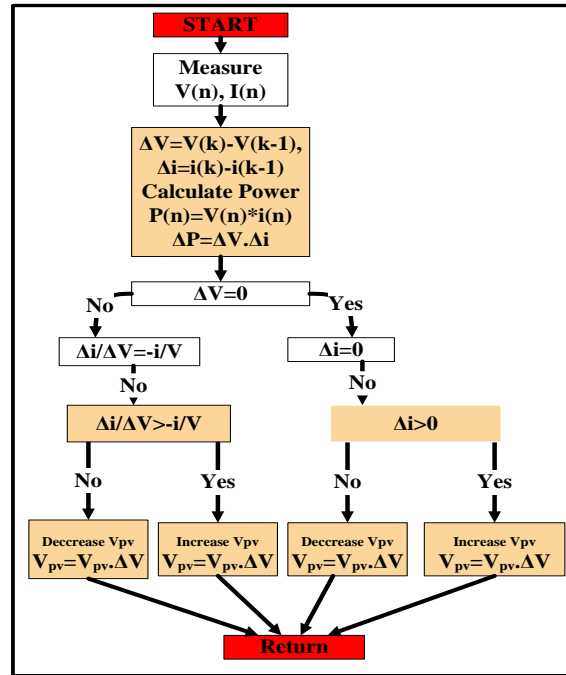 START
Measure
V(n), I(n)
ΔV=V(k)-V(k-1),
Δi=i(k)-i(k-1)
Calculate Power
P(n)=V(n)*i(n)
ΔP=ΔV.Δi
ΔV=0
No
Yes
Δi/ΔV=-i/V
Δi=0
No
No
Δi/ΔV>-i/V
Δi>0
No
Yes
No
Yes
Deccrease Vpv
Vpv=Vpv.ΔV
Increase Vpv
Vpv=Vpv.ΔV
Deccrease Vpv
Vpv=Vpv.ΔV
Increase Vpv
Vpv=Vpv.ΔV
Return